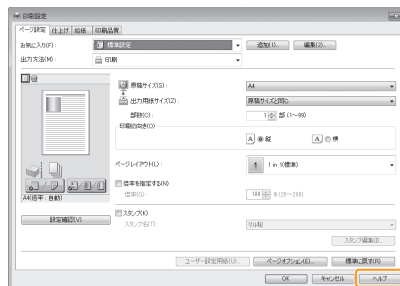 印刷設定
ページ設定 仕上げ 給紙 印刷品質
お気に入り(F): 標準設定 追加(1)... 編集(2)...
出力方法(M): 印刷
原稿サイズ(S): A4
出力用紙サイズ(Z): 原稿サイズと同じ
部数(C): 1 部 (1～99)
印刷の向き(O)
A 縦 A 横
ページレイアウト(L): 1 1 in 1(標準)
倍率を指定する(N)
倍率(G): 100 % (25～200)
A4(倍率:自動)
設定確認(V)
スタンプ(K)
スタンプ名(T): マル秘
スタンプ編集(I)...
ユーザー設定用紙(U)... ページオプション(E)... 標準に戻す(R)
OK キャンセル ヘルプ